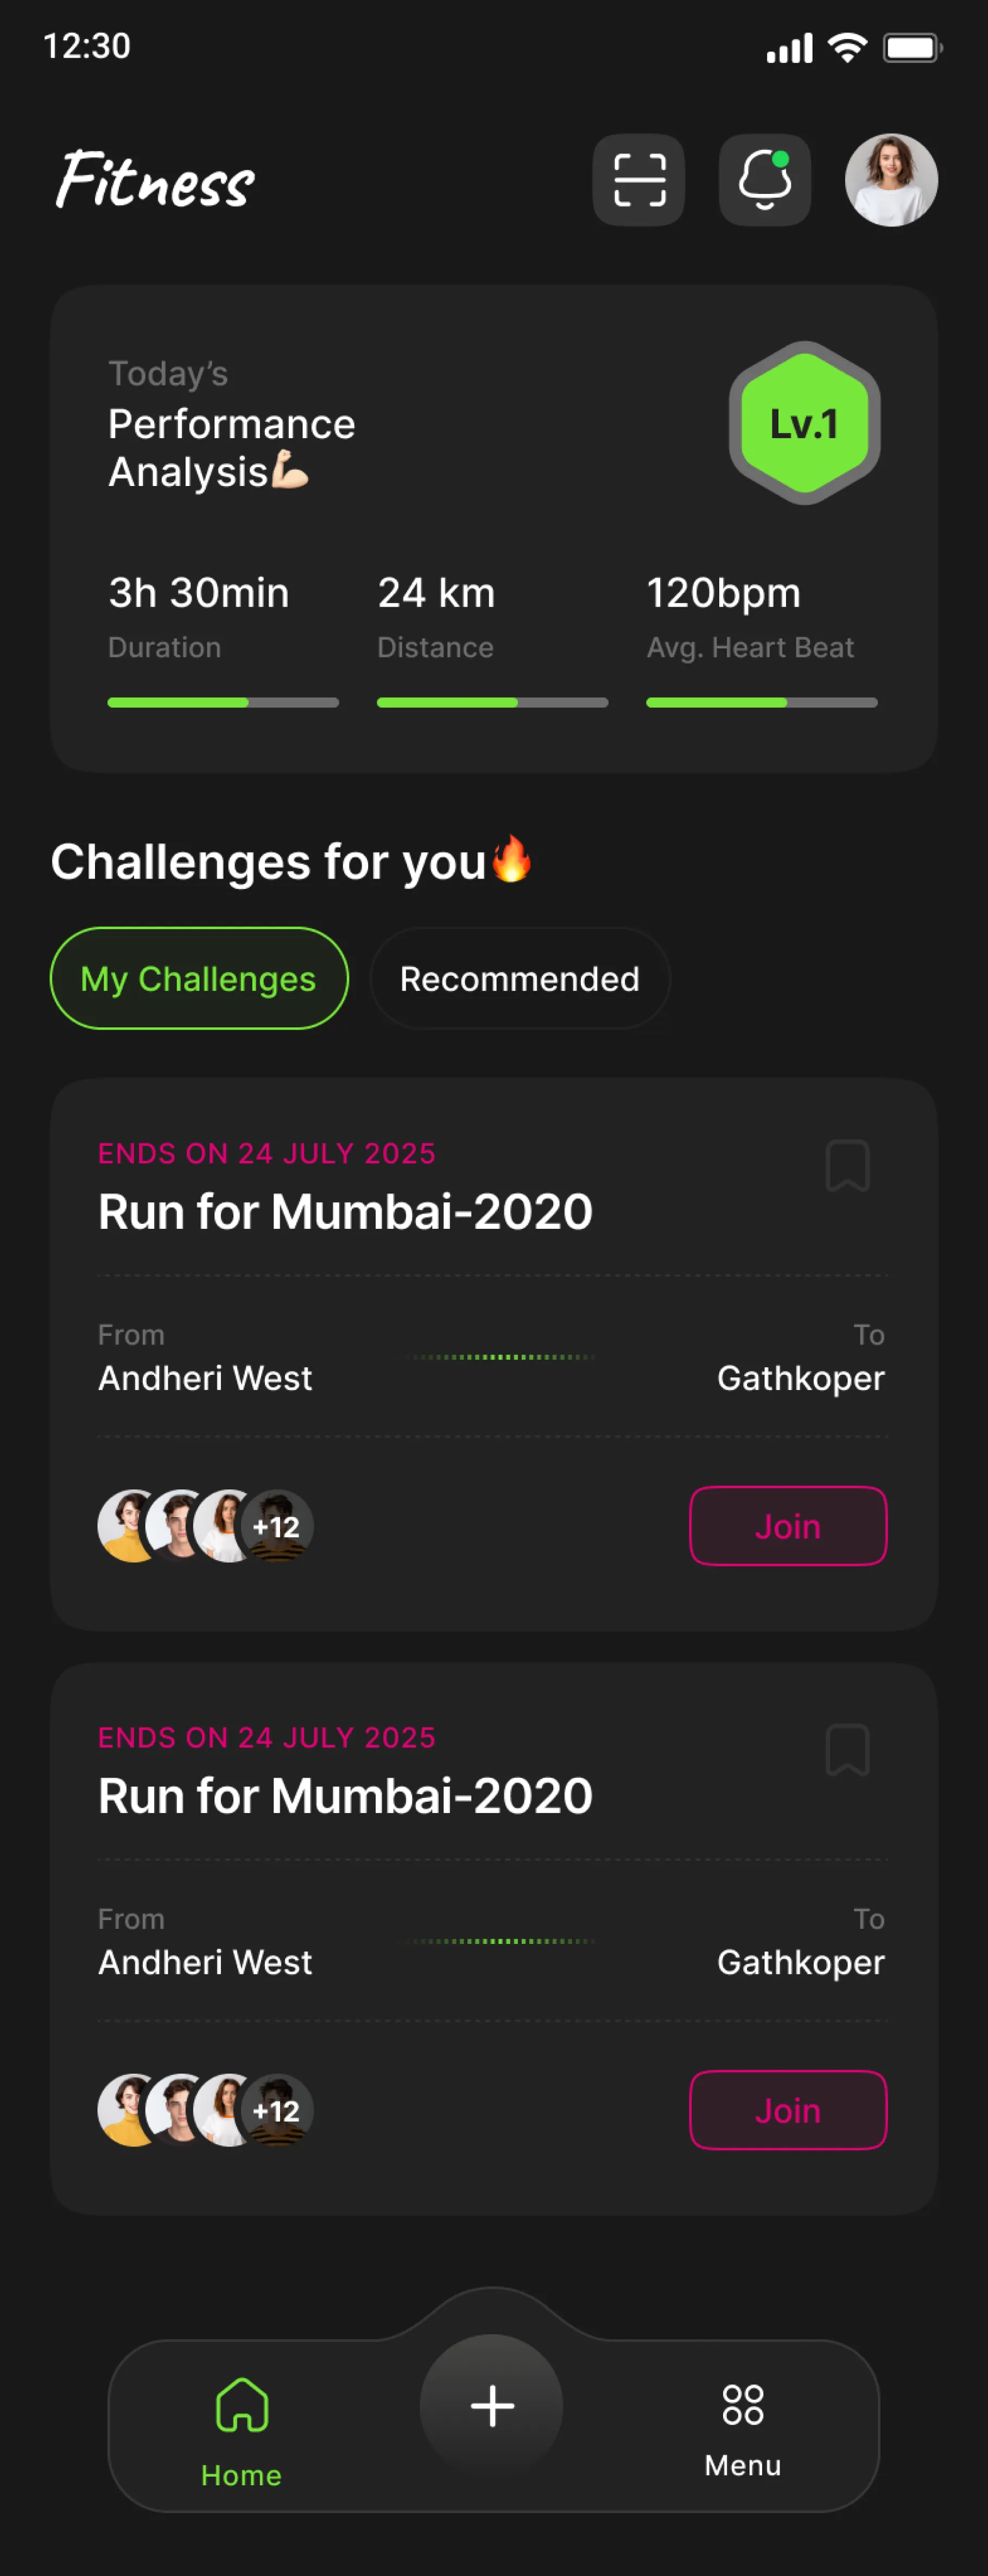 12:30
Fitness
Today’s
Performance
Analysis💪🏻
Lv.1
3h 30min 24 km 120bpm
Duration Distance Avg. Heart Beat
Challenges for you🔥
My Challenges Recommended
ENDS ON 24 JULY 2025
Run for Mumbai-2020
From To
Andheri West Gathkoper
+12 Join
ENDS ON 24 JULY 2025
Run for Mumbai-2020
From To
Andheri West Gathkoper
+12 Join
Home Menu